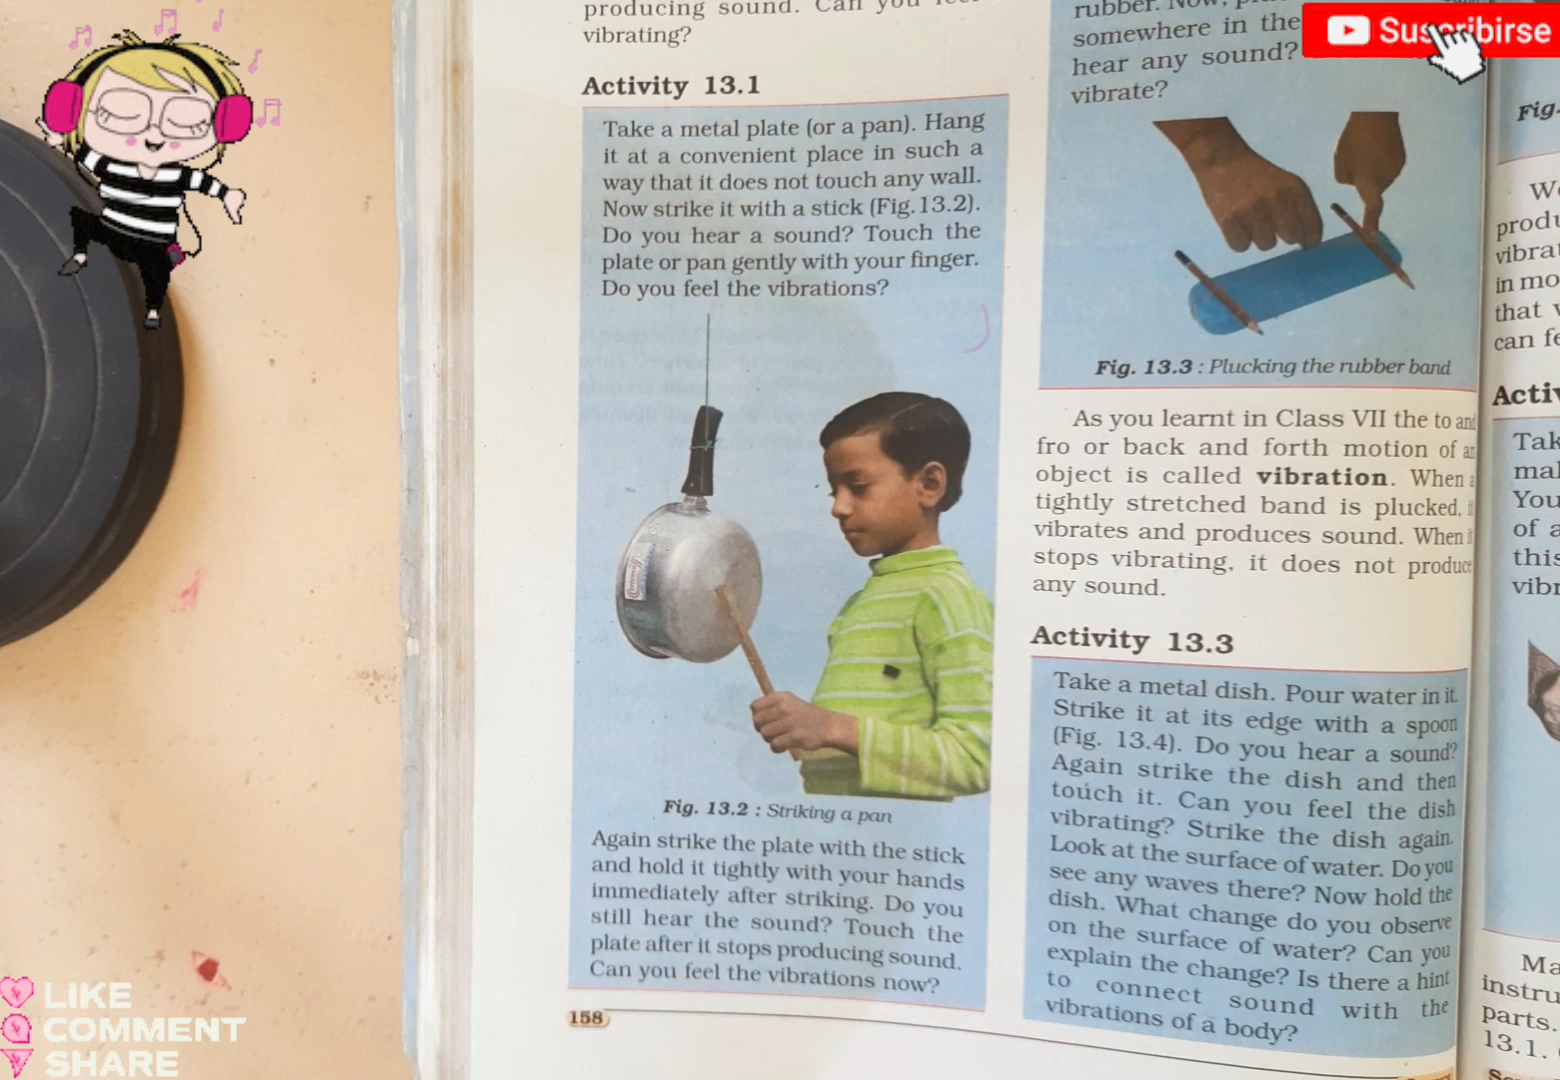 producing sound. Can you
vibrating?
Activity 13.1
Take a metal plate (or a pan). Hang
it at a convenient place in such a
way that it does not touch any wall.
Now strike it with a stick (Fig.13.2).
Do you hear a sound? Touch the
plate or pan gently with your finger.
Do you feel the vibrations?
Fig. 13.2 : Striking a pan
Again strike the plate with the stick
and hold it tightly with your hands
immediately after striking. Do you
still hear the sound? Touch the
plate after it stops producing sound.
Can you feel the vibrations now?
158
rubber. Now,
somewhere in the
hear any sound?
vibrate?
Fig. 13.3 : Plucking the rubber band
As you learnt in Class VII the to and
fro or back and forth motion of an
object is called vibration. When a
tightly stretched band is plucked, it
vibrates and produces sound. When it
stops vibrating, it does not produce
any sound.
Activity 13.3
Take a metal dish. Pour water in it.
Strike it at its edge with a spoon
(Fig. 13.4). Do you hear a sound?
Again strike the dish and then
touch it. Can you feel the dish
vibrating? Strike the dish again.
Look at the surface of water. Do you
see any waves there? Now hold the
dish. What change do you observe
on the surface of water? Can you
explain the change? Is there a hint
to connect sound with the
vibrations of a body?
Fig.
in mo
that
can fe
of a
this
parts.
13.1.
Suscribirse
LIKE
COMMENT
SHARE